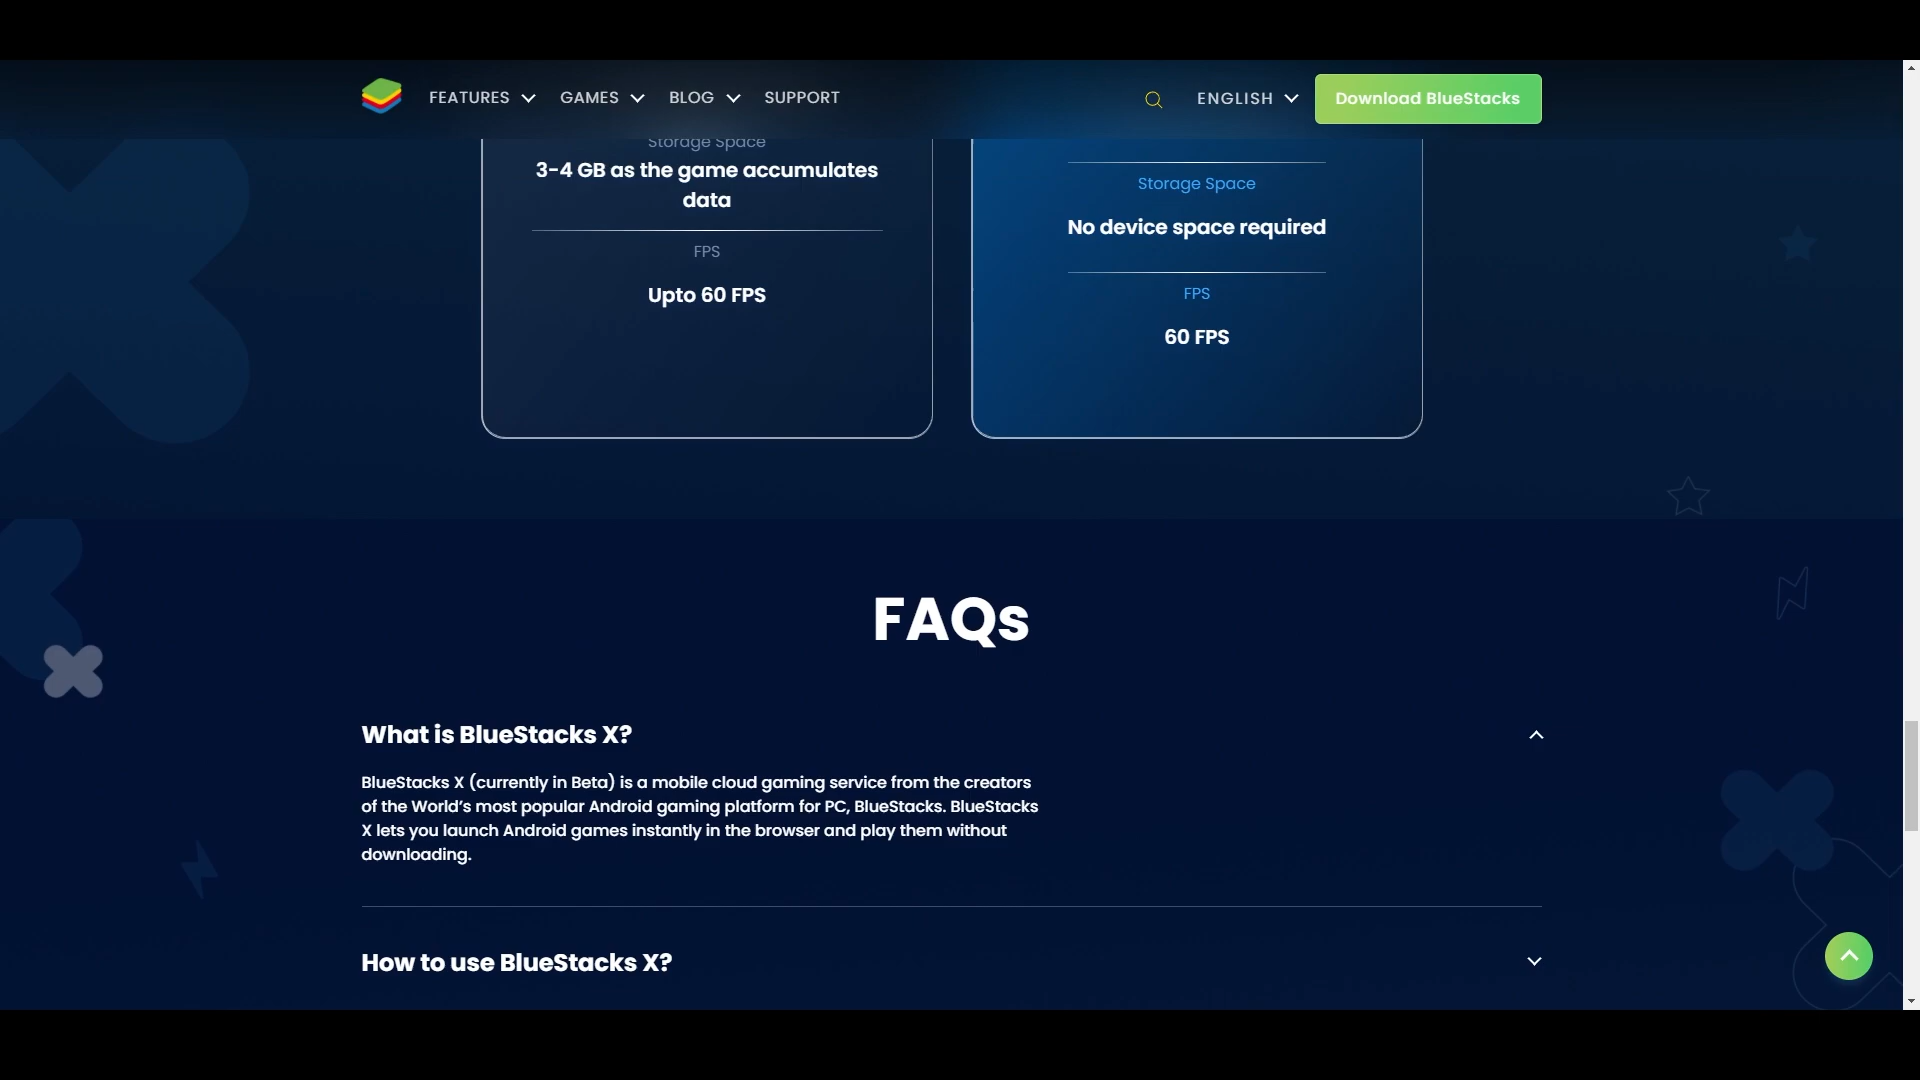 FEATURES
GAMES
BLOG
SUPPORT
ENGLISH
Download BlueStacks
Storage Space
3-4 GB as the game accumulates
data
FPS
Upto 60 FPS
Storage Space
No device space required
FPS
60 FPS
FAQs
What is BlueStacks X?
BlueStacks X (currently in Beta) is a mobile cloud gaming service from the creators
of the World’s most popular Android gaming platform for PC, BlueStacks. BlueStacks
X lets you launch Android games instantly in the browser and play them without
downloading.
How to use BlueStacks X?